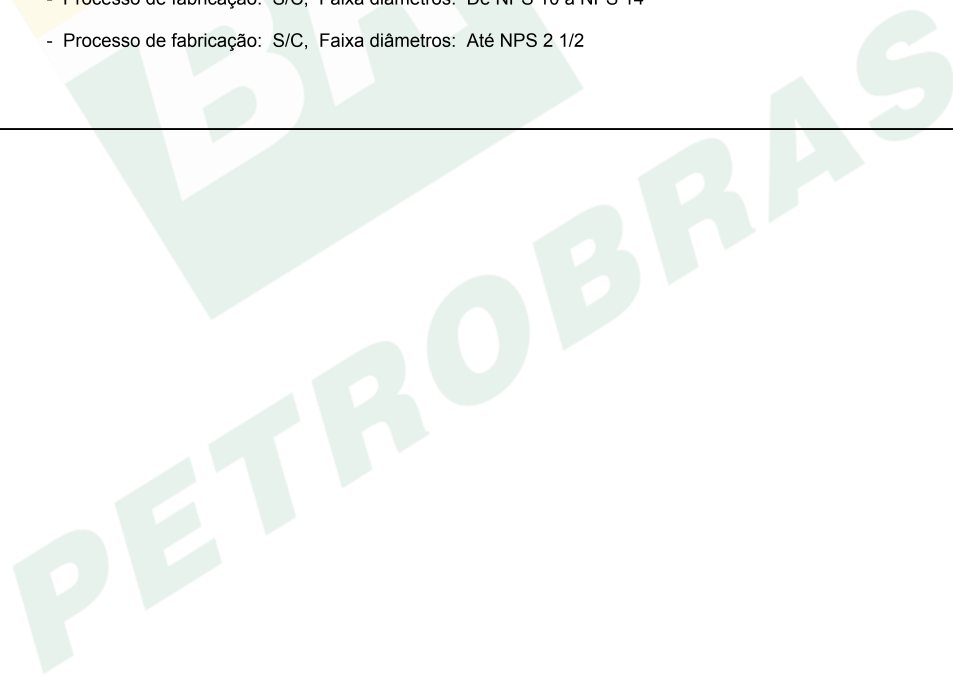 - Processo de fabricação: S/C, Faixa diâmetros: De NPS 10 a NPS 14
- Processo de fabricação: S/C, Faixa diâmetros: Até NPS 2 1/2
BR
PETROBRAS